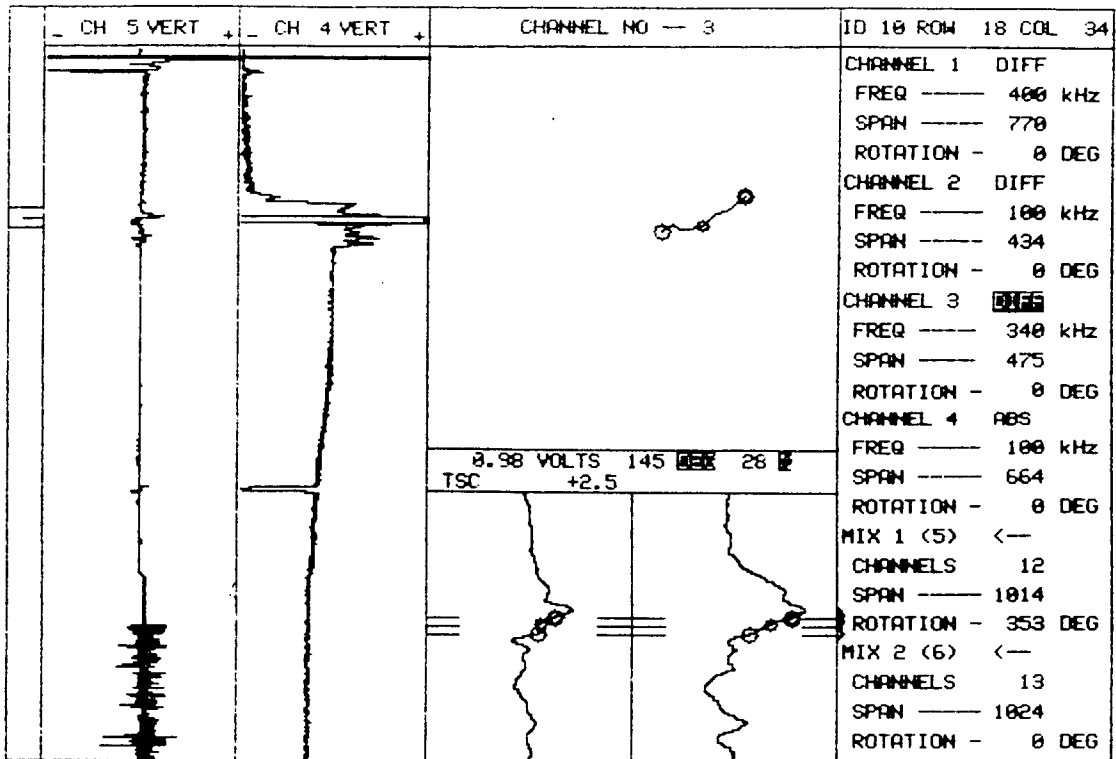 - CH 5 VERT +
- CH 4 VERT +
CHANNEL NO -- 3
ID 10 ROW 18 COL 34
CHANNEL 1 DIFF
FREQ ----- 400 kHz
SPAN ----- 770
ROTATION - 0 DEG
CHANNEL 2 DIFF
FREQ ----- 100 kHz
SPAN ----- 434
ROTATION - 0 DEG
CHANNEL 3 DIFF
FREQ ----- 340 kHz
SPAN ----- 475
ROTATION - 0 DEG
CHANNEL 4 ABS
FREQ ----- 100 kHz
SPAN ----- 664
ROTATION - 0 DEG
MIX 1 (5) <--
CHANNELS 12
SPAN ----- 1014
ROTATION - 353 DEG
MIX 2 (6) <--
CHANNELS 13
SPAN ----- 1024
ROTATION - 0 DEG
0.98 VOLTS 145 28
TSC +2.5